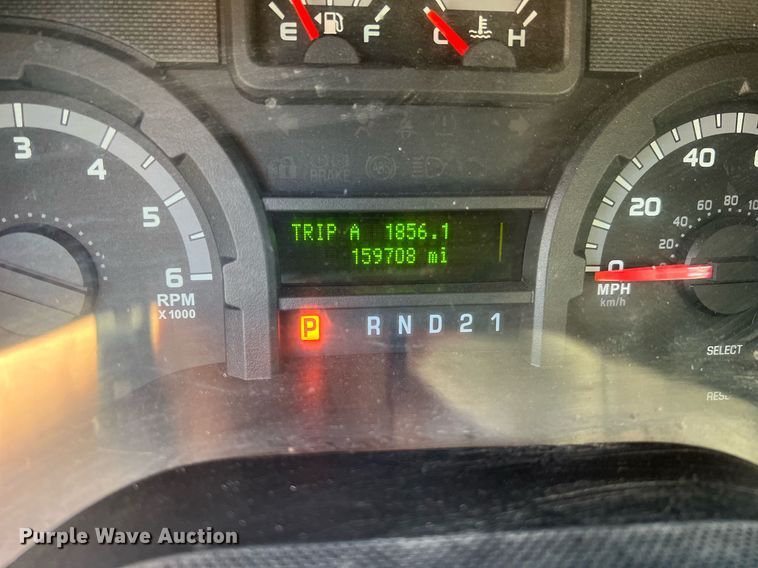 E F C H
BRAKE
3 4 5 6
RPM
X 1000
TRIP A 1856.1
159708 mi
P R N D 2 1
0 20 40
20 40 60 80
MPH
km/h
SELECT
Purple Wave Auction